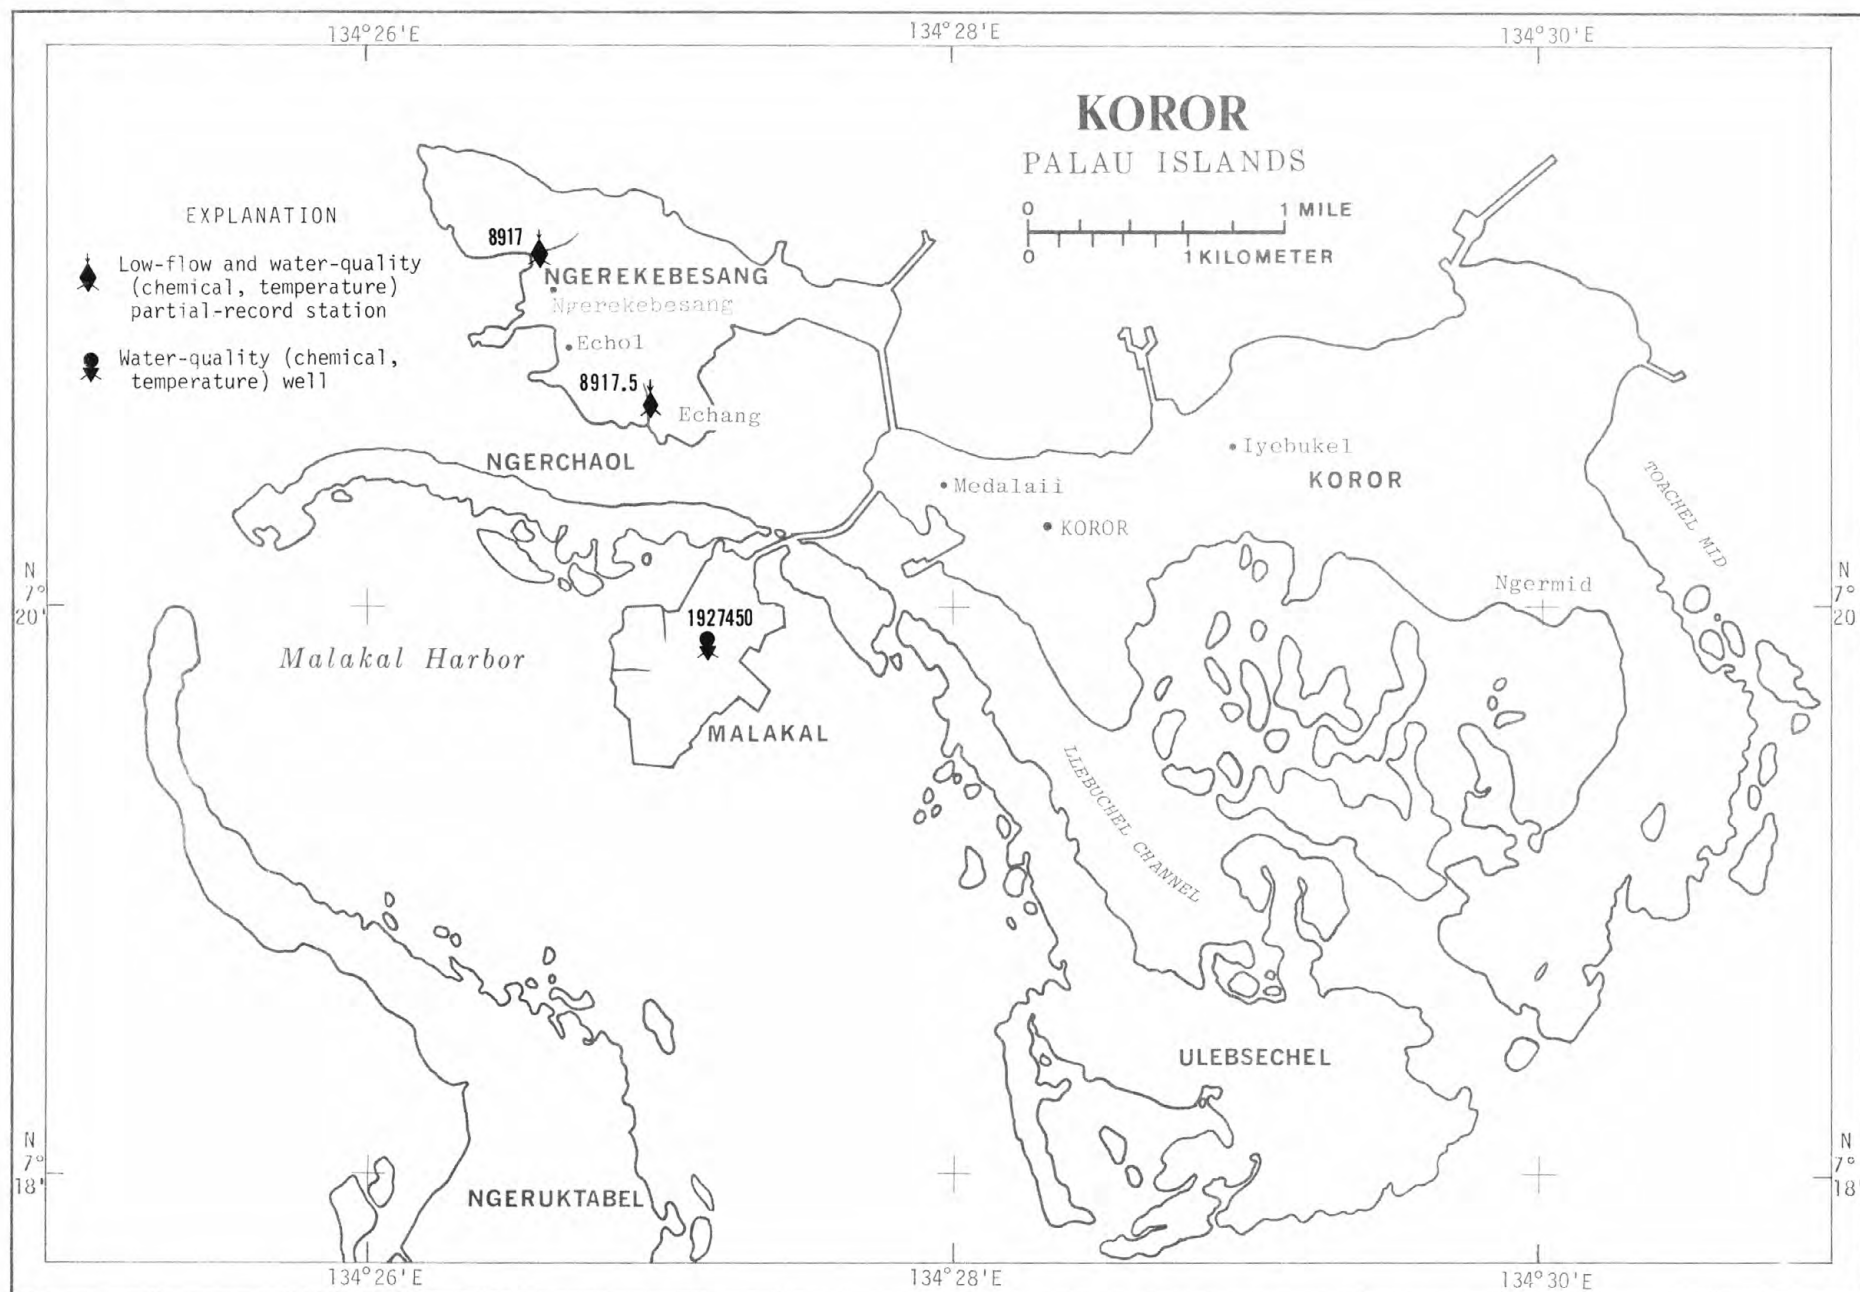 134°26'E
134°28'E
134°30'E
KOROR
PALAU ISLANDS
0
1 MILE
0
1 KILOMETER
EXPLANATION
Low-flow and water-quality
(chemical, temperature)
partial-record station
Water-quality (chemical,
temperature) well
8917
NGEREKEBESANG
Ngerekebesang
Echol
8917.5
Echang
NGERCHAOL
Iyebukel
KOROR
Medalaii
KOROR
TOACHEL MID
Ngermid
N
7°
20'
N
7°
20'
1927450
Malakal Harbor
MALAKAL
LLEBUCHEL CHANNEL
ULEBSECHEL
N
7°
18'
N
7°
18'
NGERUKTABEL
134°26'E
134°28'E
134°30'E